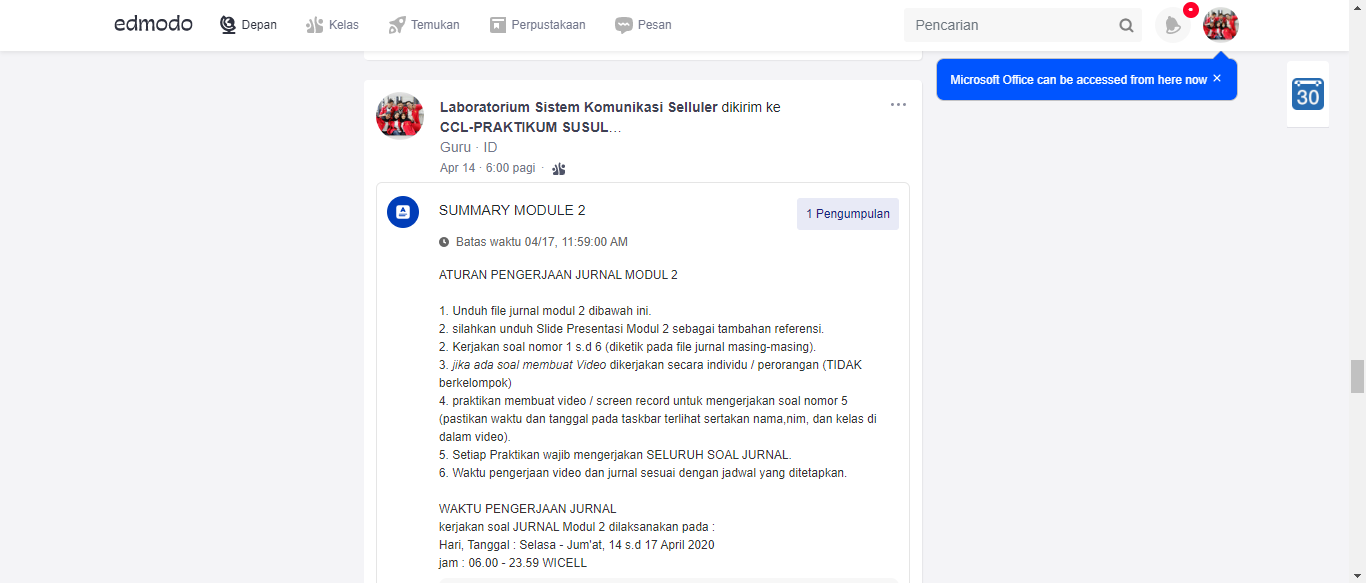 edmodo
Depan
Kelas
Temukan
Perpustakaan
Pesan
Pencarian
Microsoft Office can be accessed from here now ×
30
Laboratorium Sistem Komunikasi Selluler dikirim ke
CCL-PRAKTIKUM SUSUL…
Guru · ID
Apr 14 · 6:00 pagi ·
SUMMARY MODULE 2
1 Pengumpulan
Batas waktu 04/17, 11:59:00 AM
ATURAN PENGERJAAN JURNAL MODUL 2
1. Unduh file jurnal modul 2 dibawah ini.
2. silahkan unduh Slide Presentasi Modul 2 sebagai tambahan referensi.
2. Kerjakan soal nomor 1 s.d 6 (diketik pada file jurnal masing-masing).
3. jika ada soal membuat Video dikerjakan secara individu / perorangan (TIDAK
berkelompok)
4. praktikan membuat video / screen record untuk mengerjakan soal nomor 5
(pastikan waktu dan tanggal pada taskbar terlihat sertakan nama,nim, dan kelas di
dalam video).
5. Setiap Praktikan wajib mengerjakan SELURUH SOAL JURNAL.
6. Waktu pengerjaan video dan jurnal sesuai dengan jadwal yang ditetapkan.
WAKTU PENGERJAAN JURNAL
kerjakan soal JURNAL Modul 2 dilaksanakan pada :
Hari, Tanggal : Selasa - Jum'at, 14 s.d 17 April 2020
jam : 06.00 - 23.59 WICELL